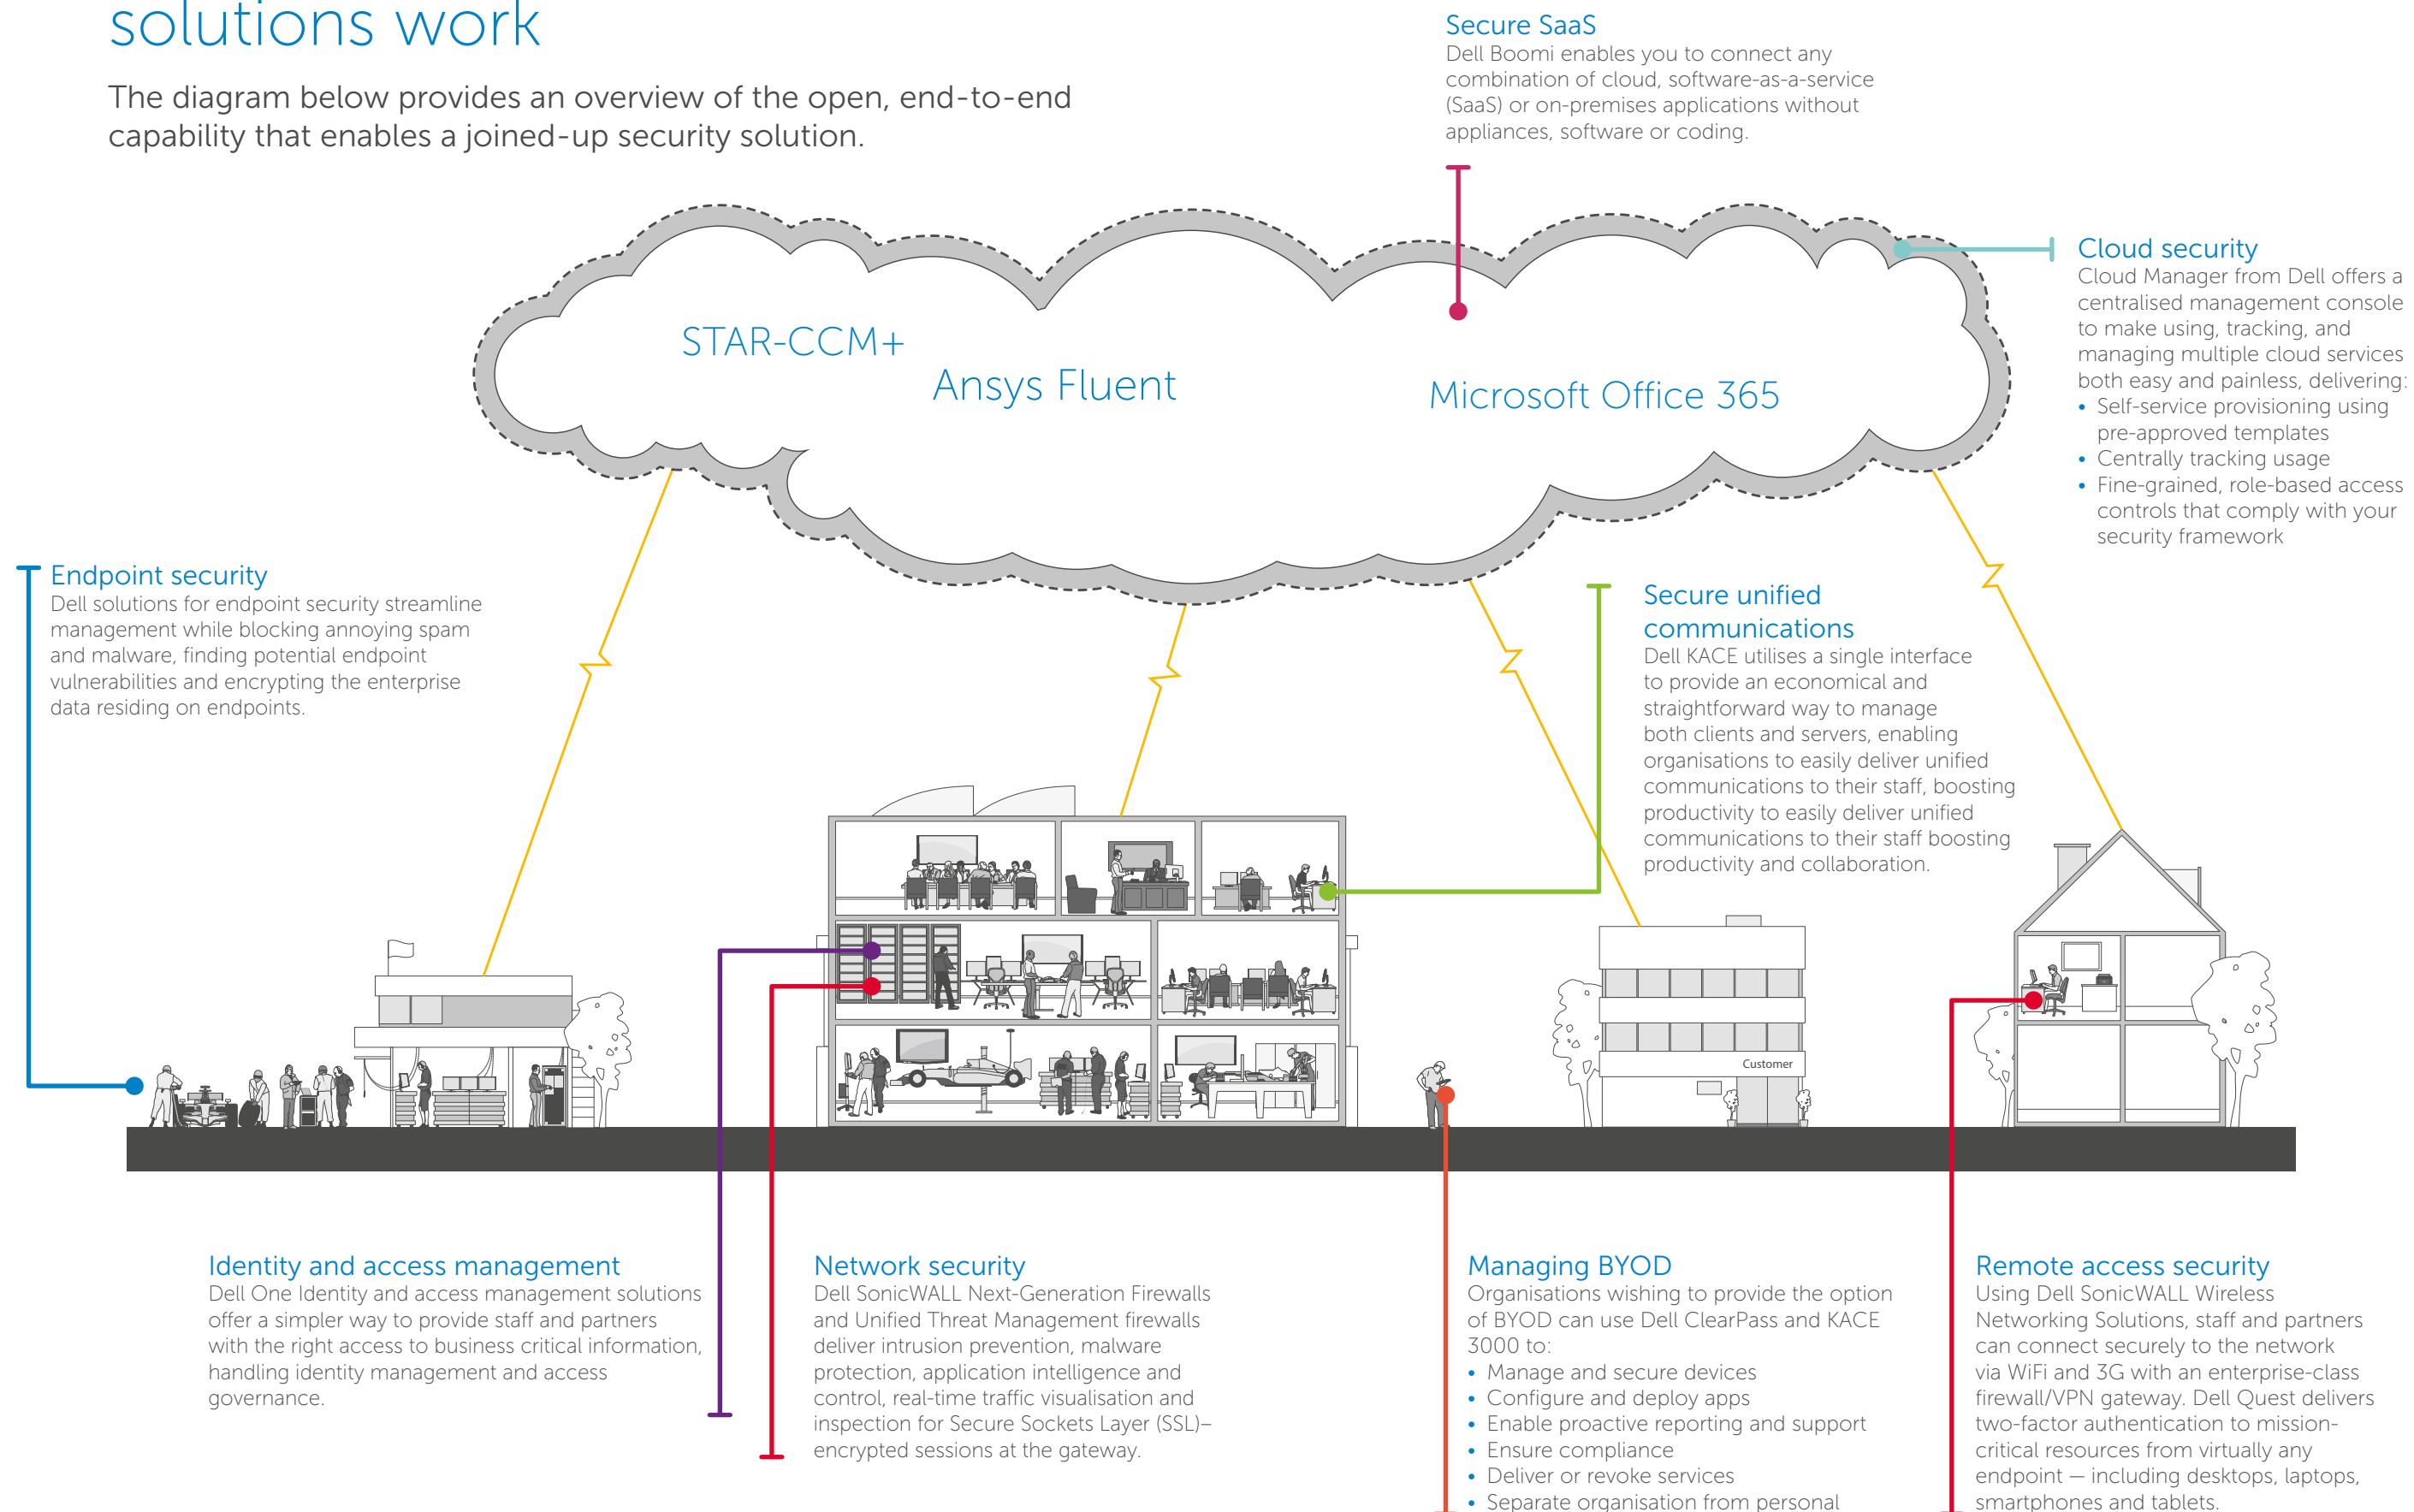 solutions work
The diagram below provides an overview of the open, end-to-end
capability that enables a joined-up security solution.
Secure SaaS
Dell Boomi enables you to connect any
combination of cloud, software-as-a-service
(SaaS) or on-premises applications without
appliances, software or coding.
Cloud security
Cloud Manager from Dell offers a
centralised management console
to make using, tracking, and
managing multiple cloud services
both easy and painless, delivering:
• Self-service provisioning using
pre-approved templates
• Centrally tracking usage
• Fine-grained, role-based access
controls that comply with your
security framework
STAR-CCM+
Ansys Fluent
Microsoft Office 365
Endpoint security
Dell solutions for endpoint security streamline
management while blocking annoying spam
and malware, finding potential endpoint
vulnerabilities and encrypting the enterprise
data residing on endpoints.
Secure unified
communications
Dell KACE utilises a single interface
to provide an economical and
straightforward way to manage
both clients and servers, enabling
organisations to easily deliver unified
communications to their staff, boosting
productivity to easily deliver unified
communications to their staff boosting
productivity and collaboration.
Customer
Identity and access management
Dell One Identity and access management solutions
offer a simpler way to provide staff and partners
with the right access to business critical information,
handling identity management and access
governance.
Network security
Dell SonicWALL Next-Generation Firewalls
and Unified Threat Management firewalls
deliver intrusion prevention, malware
protection, application intelligence and
control, real-time traffic visualisation and
inspection for Secure Sockets Layer (SSL)–
encrypted sessions at the gateway.
Managing BYOD
Organisations wishing to provide the option
of BYOD can use Dell ClearPass and KACE
3000 to:
• Manage and secure devices
• Configure and deploy apps
• Enable proactive reporting and support
• Ensure compliance
• Deliver or revoke services
• Separate organisation from personal
Remote access security
Using Dell SonicWALL Wireless
Networking Solutions, staff and partners
can connect securely to the network
via WiFi and 3G with an enterprise-class
firewall/VPN gateway. Dell Quest delivers
two-factor authentication to mission-
critical resources from virtually any
endpoint — including desktops, laptops,
smartphones and tablets.